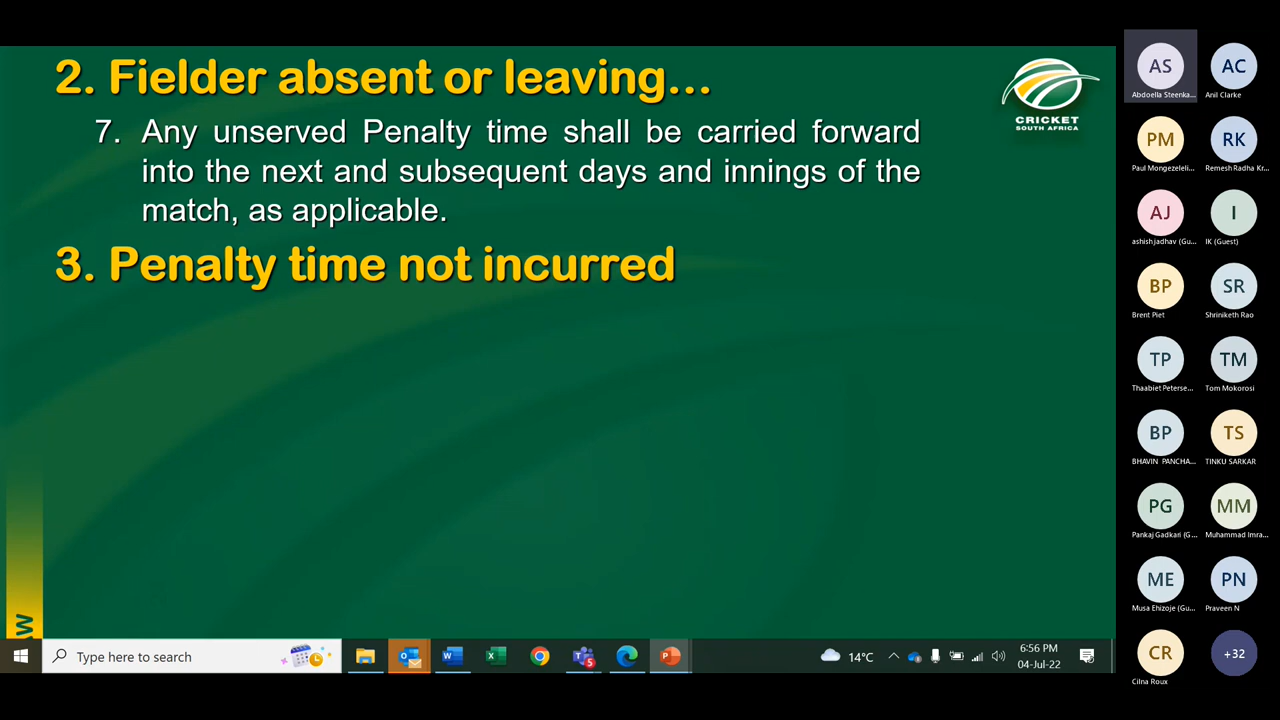 2. Fielder absent or leaving...
7. Any unserved Penalty time shall be carried forward
into the next and subsequent days and innings of the
match, as applicable.
3. Penalty time not incurred
CRICKET
SOUTH AFRICA
W
Type here to search
5
14°C
6:56 PM
04-Jul-22
AS
Abdoella Steenka...
AC
Anil Clarke
PM
Paul Mongezeleli...
RK
Remesh Radha Kr...
AJ
ashish jadhav (Gu...
I
IK (Guest)
BP
Brent Piet
SR
Shriniketh Rao
TP
Thaabiet Peterse...
TM
Tom Mokorosi
BP
BHAVIN PANCHA...
TS
TINKU SARKAR
PG
Pankaj Gadkari (G...
MM
Muhammad Imra...
ME
Musa Ehizoje (Gu...
PN
Praveen N
CR
Cilna Roux
+32